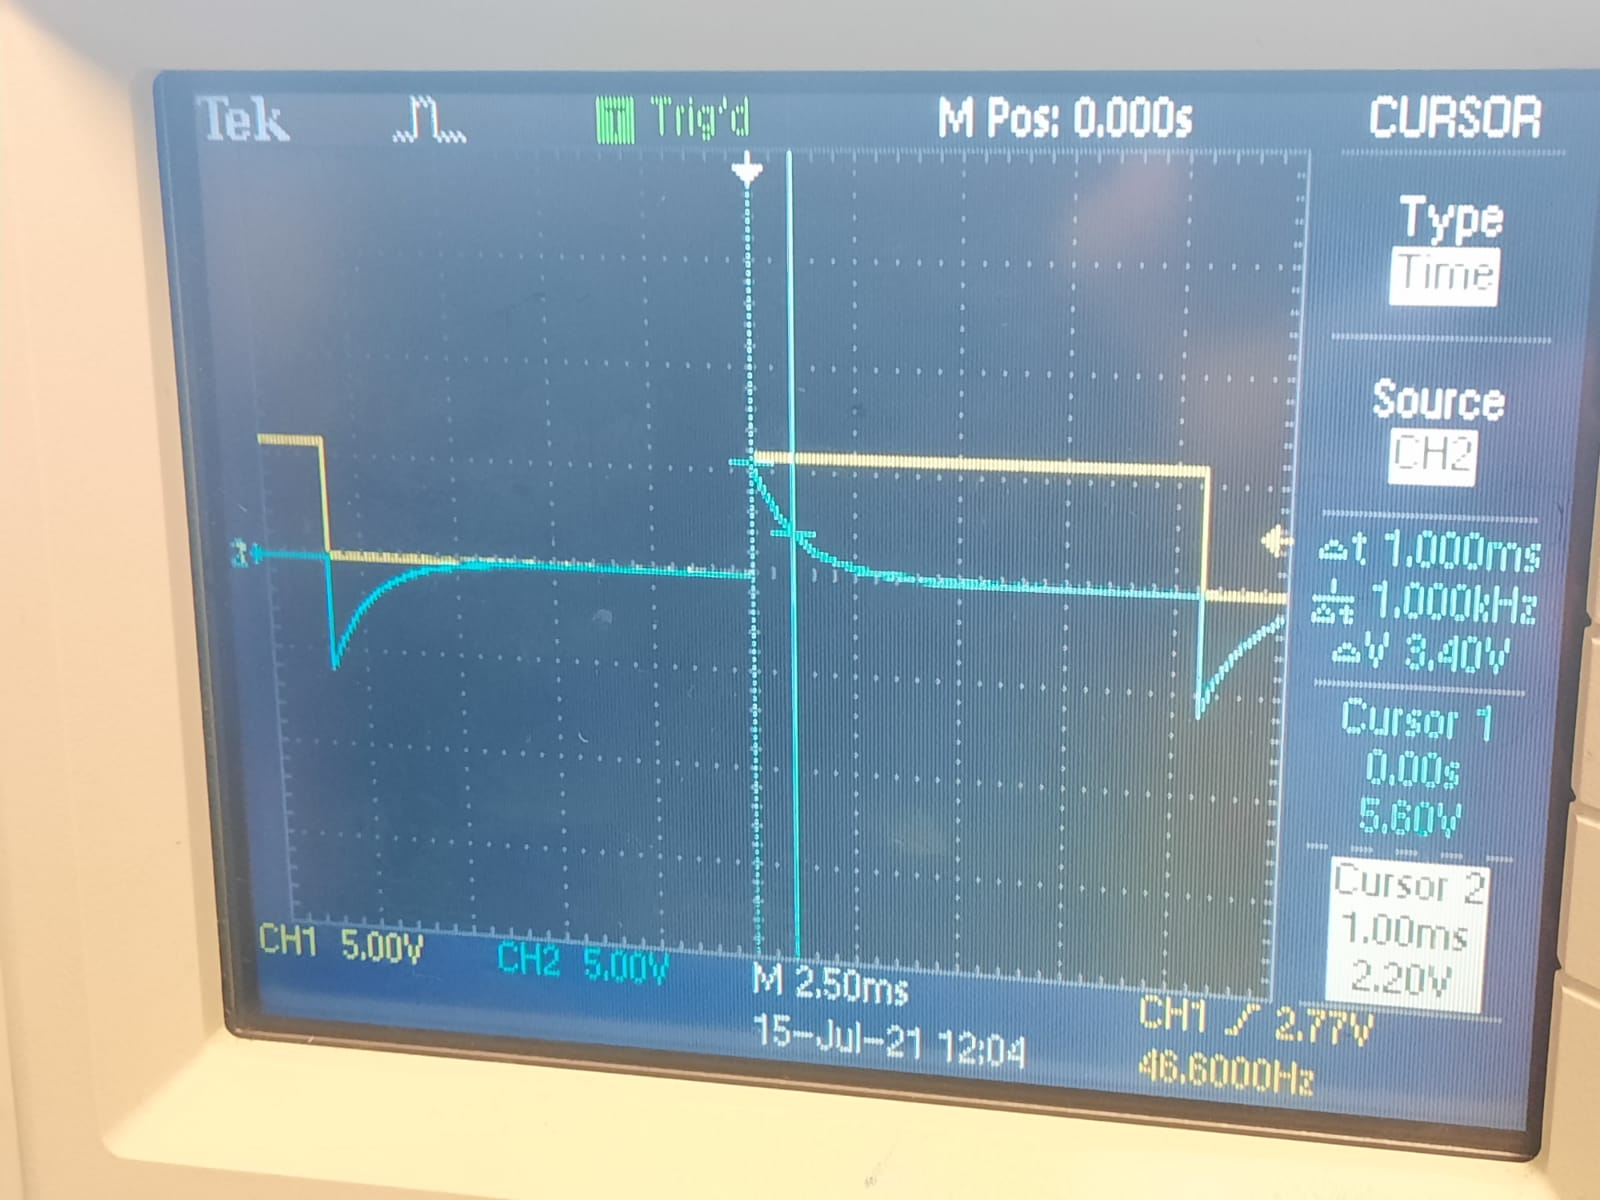 Tek
T Trig'd
M Pos: 0.000s
CURSOR
Type
Time
Source
CH2
Δt 1.000ms
1/Δt 1.000kHz
ΔV 3.40V
Cursor 1
0.00s
5.60V
Cursor 2
1.00ms
2.20V
CH1 5.00V
CH2 5.00V
M 2.50ms
CH1 2.77V
15-Jul-21 12:04
46.6000Hz